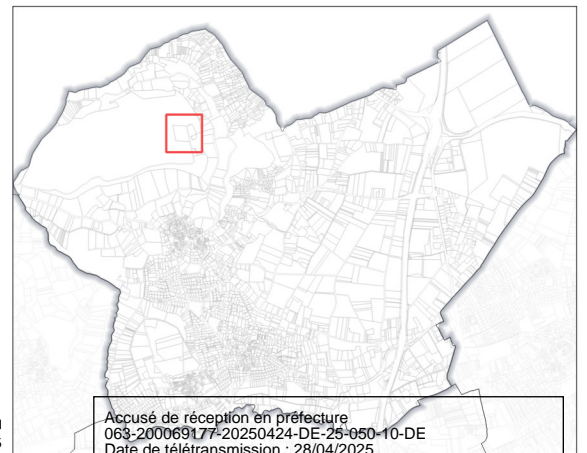 Accusé de réception en préfecture
063-200069177-20250424-DE-25-050-10-DE
Date de télétransmission : 28/04/2025